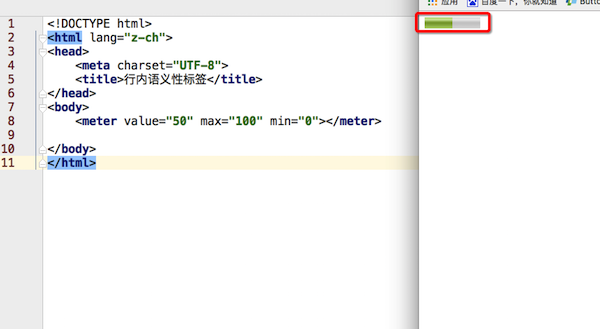 应用 百度一下，你就知道 Butto
1 <!DOCTYPE html>
2 <html lang="z-ch">
3 <head>
4 <meta charset="UTF-8">
5 <title>行内语义性标签</title>
6 </head>
7 <body>
8 <meter value="50" max="100" min="0"></meter>
9
10 </body>
11 </html>